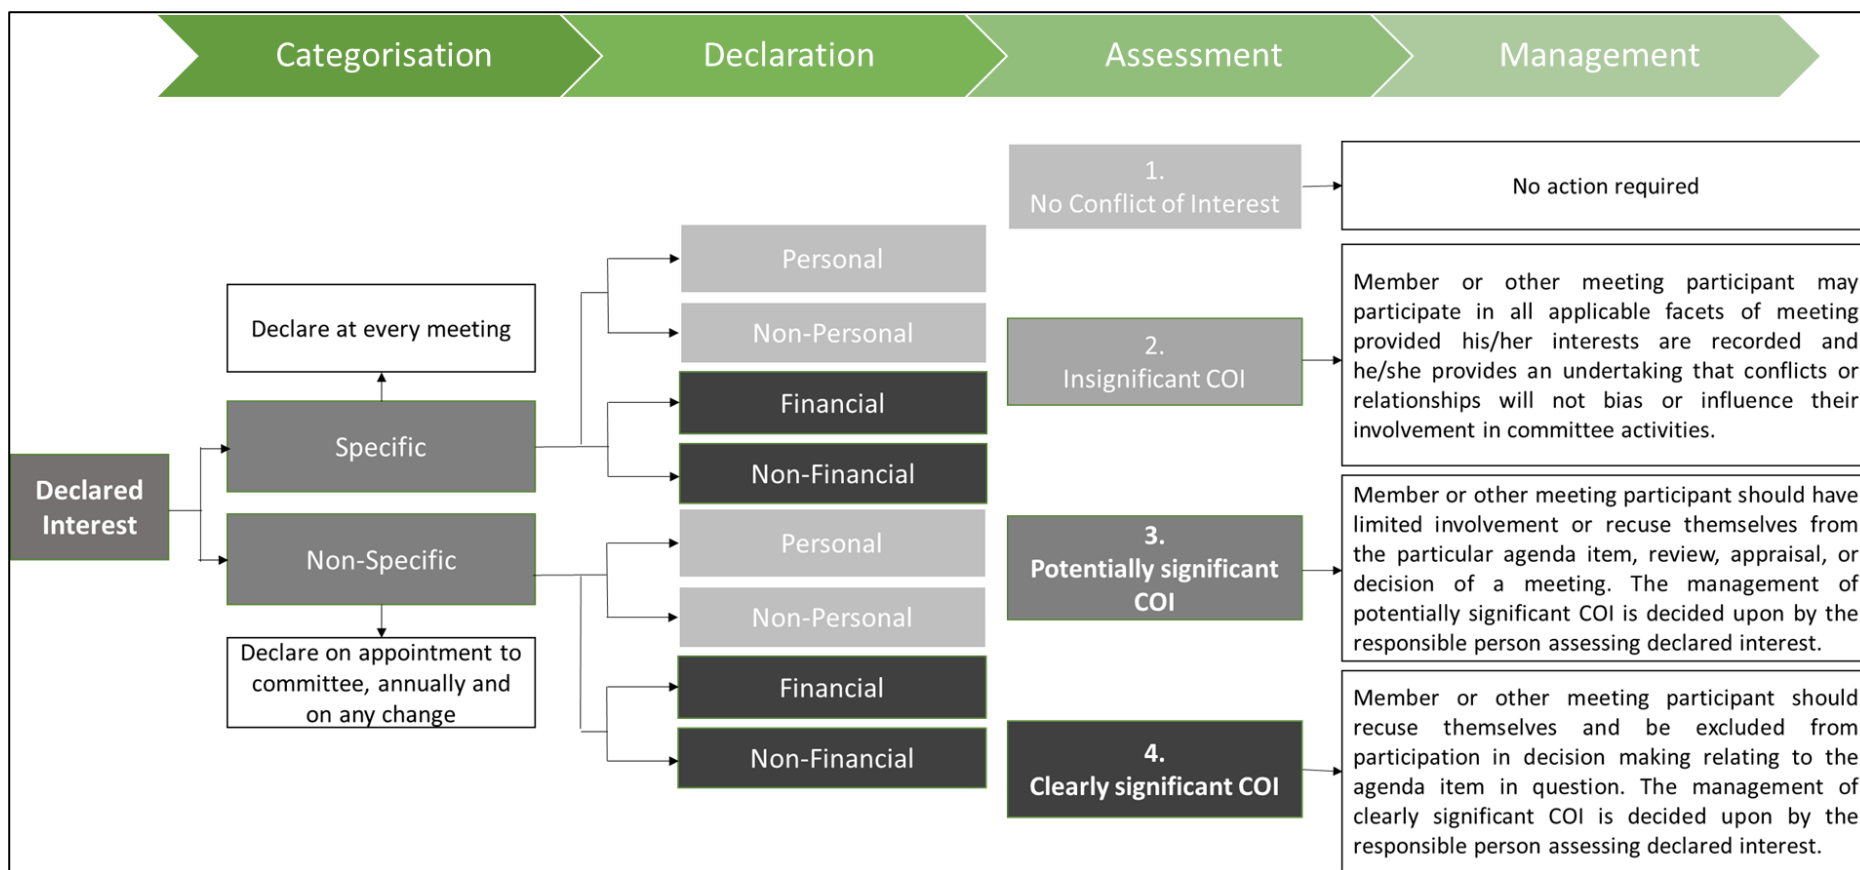 Categorisation
Declaration
Assessment
Management
Declared
Interest
Declare at every meeting
Specific
Non-Specific
Declare on appointment to
committee, annually and
on any change
Personal
Non-Personal
Financial
Non-Financial
Personal
Non-Personal
Financial
Non-Financial
1.
No Conflict of Interest
No action required
2.
Insignificant COI
Member or other meeting participant may
participate in all applicable facets of meeting
provided his/her interests are recorded and
he/she provides an undertaking that conflicts or
relationships will not bias or influence their
involvement in committee activities.
3.
Potentially significant
COI
Member or other meeting participant should have
limited involvement or recuse themselves from
the particular agenda item, review, appraisal, or
decision of a meeting. The management of
potentially significant COI is decided upon by the
responsible person assessing declared interest.
4.
Clearly significant COI
Member or other meeting participant should
recuse themselves and be excluded from
participation in decision making relating to the
agenda item in question. The management of
clearly significant COI is decided upon by the
responsible person assessing declared interest.